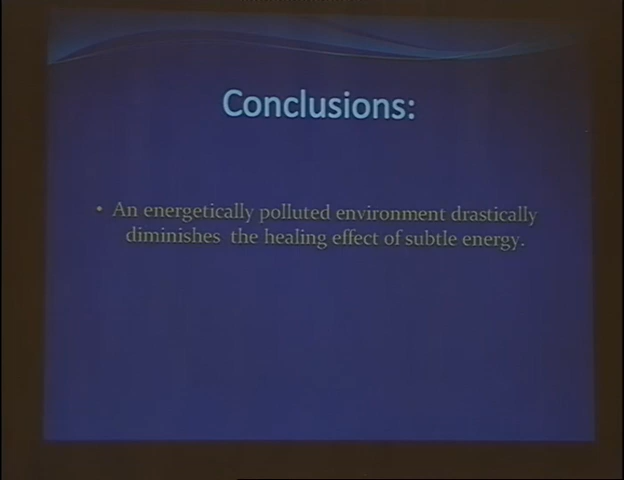 Conclusions:
• An energetically polluted environment drastically
diminishes the healing effect of subtle energy.